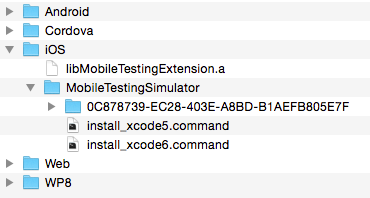 Android
Cordova
iOS
libMobileTestingExtension.a
MobileTestingSimulator
0C878739-EC28-403E-A8BD-B1AEFB805E7F
install_xcode5.command
install_xcode6.command
Web
WP8